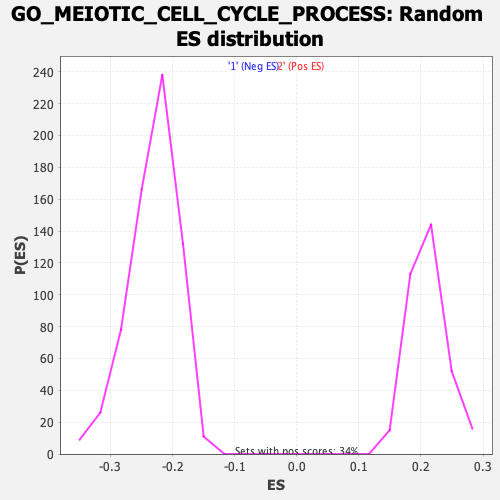 GO_MEIOTIC_CELL_CYCLE_PROCESS: Random
ES distribution
'1' (Neg ES)
2' (Pos ES)
240
220
200
180
160
140
120
100
80
60
40
20
0
P(ES)
Sets with pos scores: 34%
-0.3 -0.2 -0.1 0.0 0.1 0.2 0.3
ES